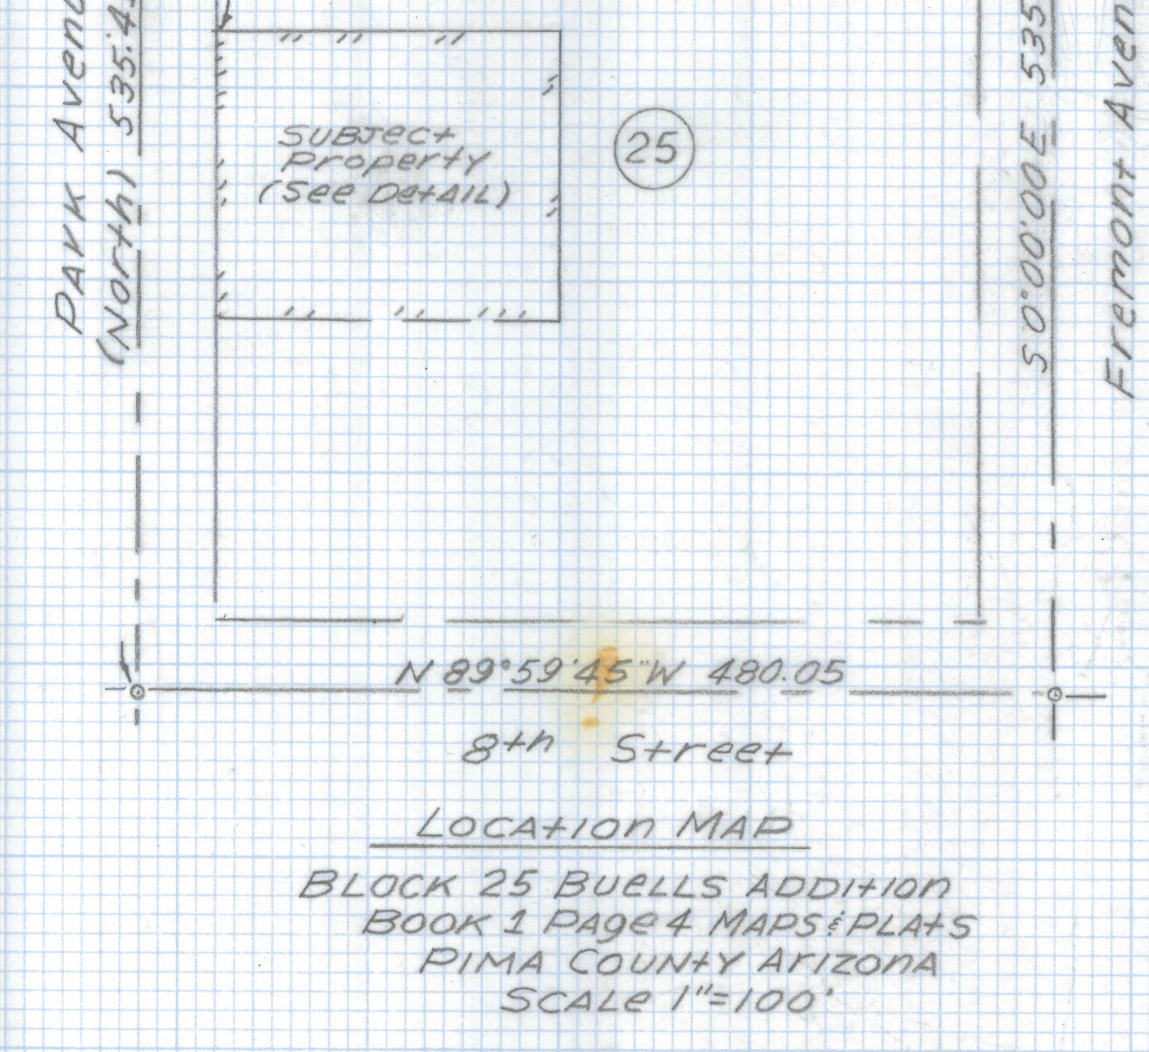 PARK Avenu
(North) 535.4
SUBJect
Property
(See DetAIL)
25
S 0°00'00"E 535
Fremont Aven
N 89°59'45"W 480.05
8th Street
LOCAtIon MAP
BLOCK 25 BUeLLS ADDItIon
BOOK 1 PAge 4 MAPS & PLAtS
PIMA COUNtY ArIZonA
SCALe 1"=100'